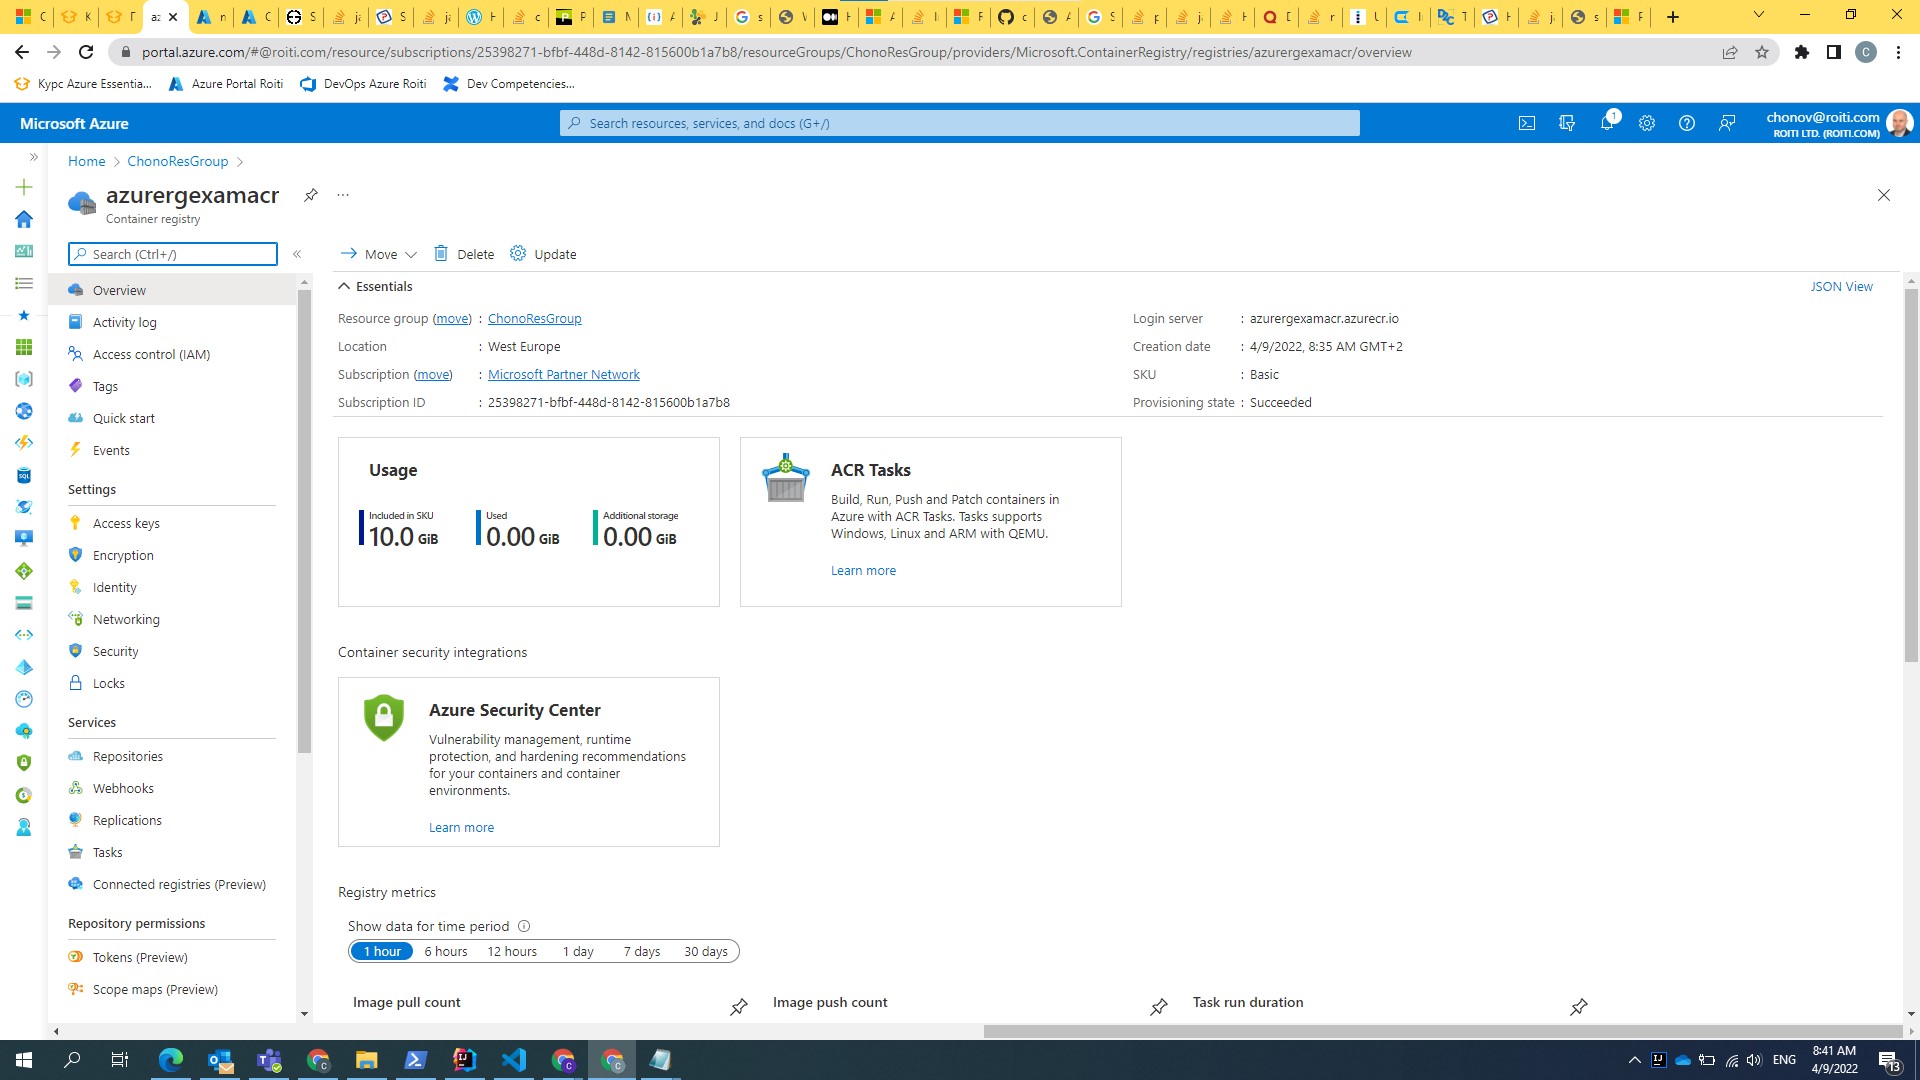 portal.azure.com/#@roiti.com/resource/subscriptions/25398271-bfbf-448d-8142-815600b1a7b8/resourceGroups/ChonoResGroup/providers/Microsoft.ContainerRegistry/registries/azurergexamacr/overview
Курс Azure Essentia...
Azure Portal Roiti
DevOps Azure Roiti
Dev Competencies...
Microsoft Azure
Search resources, services, and docs (G+/)
1
chonov@roiti.com
ROITI LTD. (ROITI.COM)
Home
ChonoResGroup
azurergexamacr
Container registry
Search (Ctrl+/)
Move
Delete
Update
Overview
Activity log
Access control (IAM)
Tags
Quick start
Events
Settings
Access keys
Encryption
Identity
Networking
Security
Locks
Services
Repositories
Webhooks
Replications
Tasks
Connected registries (Preview)
Repository permissions
Tokens (Preview)
Scope maps (Preview)
Essentials
JSON View
Resource group (move) : ChonoResGroup
Location : West Europe
Subscription (move) : Microsoft Partner Network
Subscription ID : 25398271-bfbf-448d-8142-815600b1a7b8
Login server : azurergexamacr.azurecr.io
Creation date : 4/9/2022, 8:35 AM GMT+2
SKU : Basic
Provisioning state : Succeeded
Usage
Included in SKU
10.0 GiB
Used
0.00 GiB
Additional storage
0.00 GiB
ACR Tasks
Build, Run, Push and Patch containers in
Azure with ACR Tasks. Tasks supports
Windows, Linux and ARM with QEMU.
Learn more
Container security integrations
Azure Security Center
Vulnerability management, runtime
protection, and hardening recommendations
for your containers and container
environments.
Learn more
Registry metrics
Show data for time period
1 hour
6 hours
12 hours
1 day
7 days
30 days
Image pull count
Image push count
Task run duration
ENG
8:41 AM
4/9/2022
13